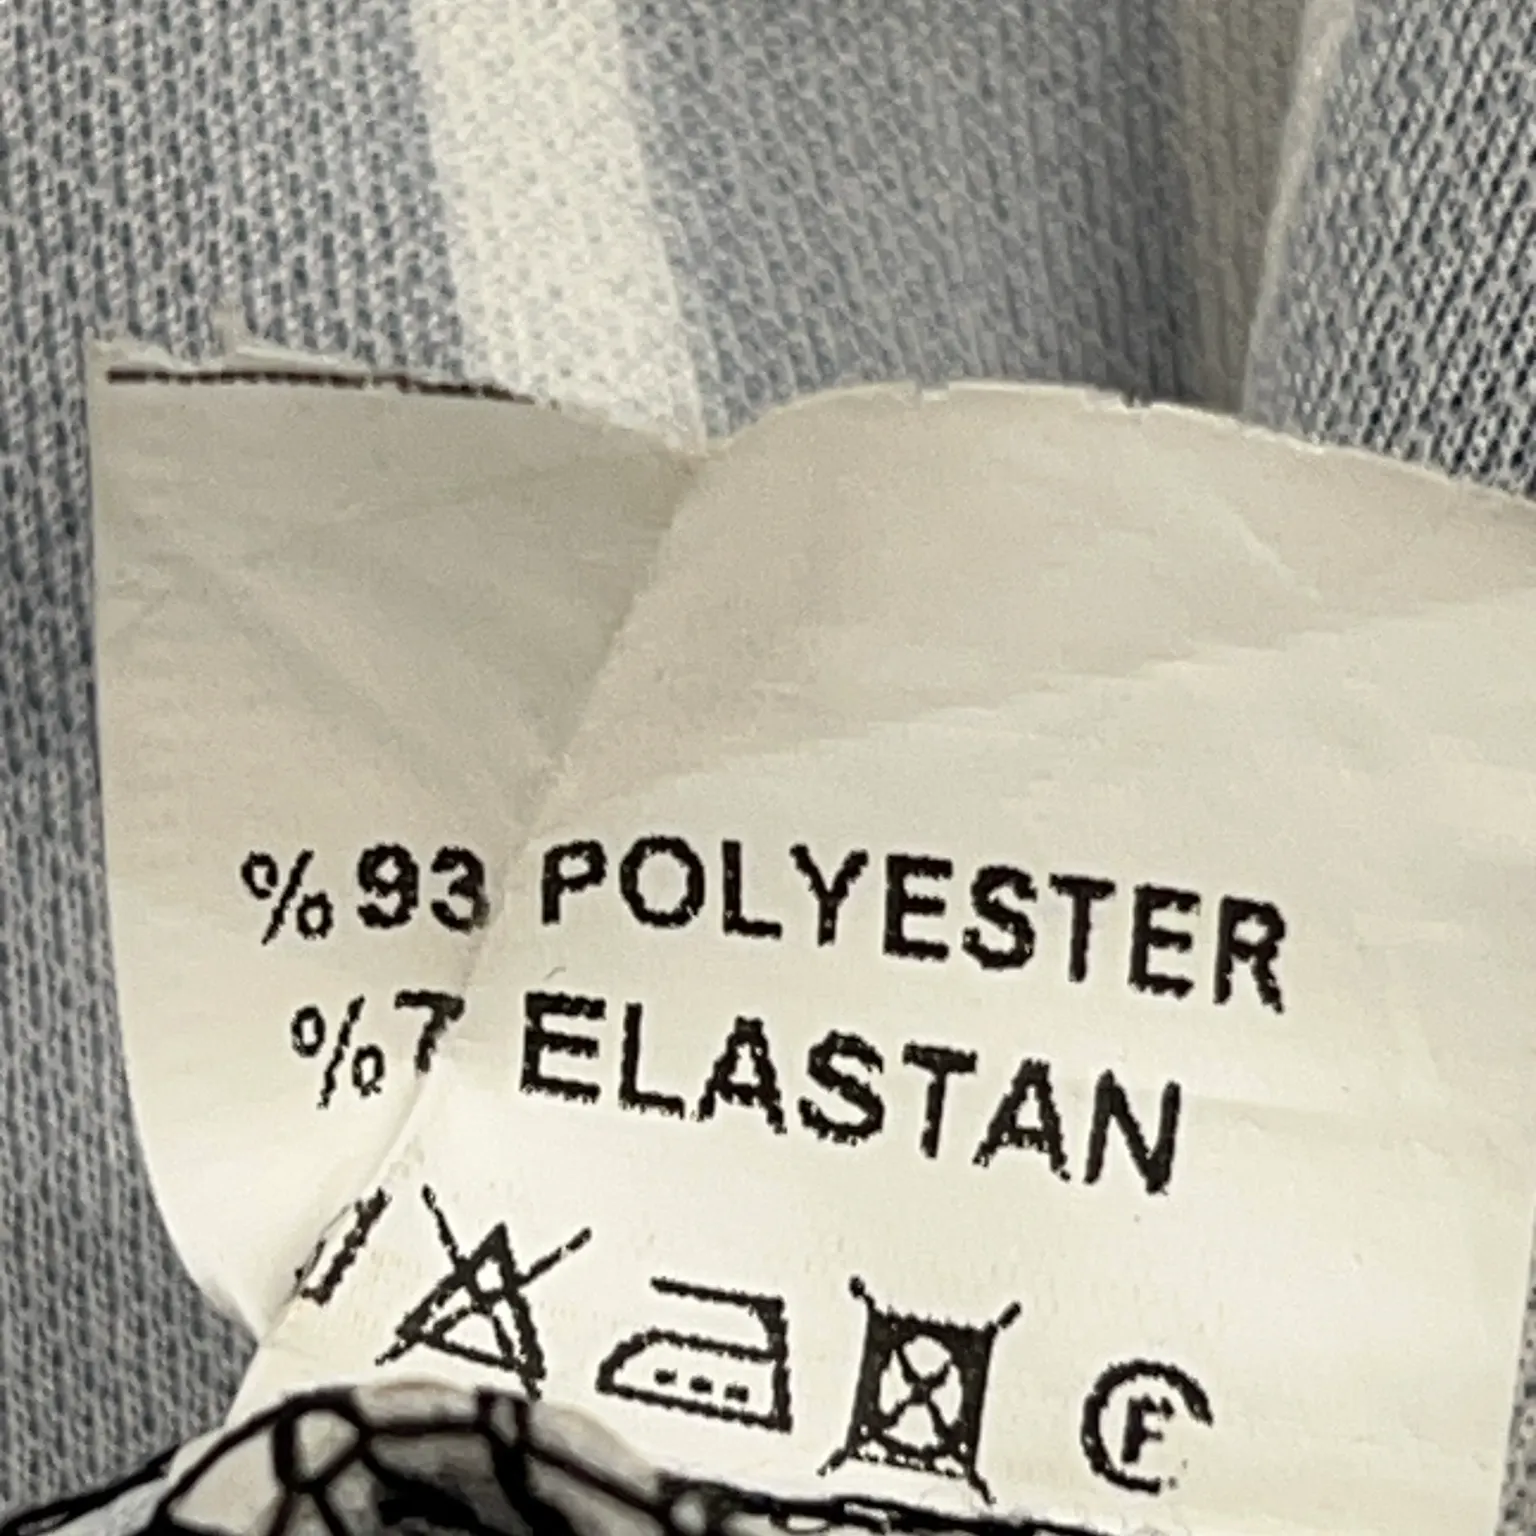 %93 POLYESTER
%7 ELASTAN
F